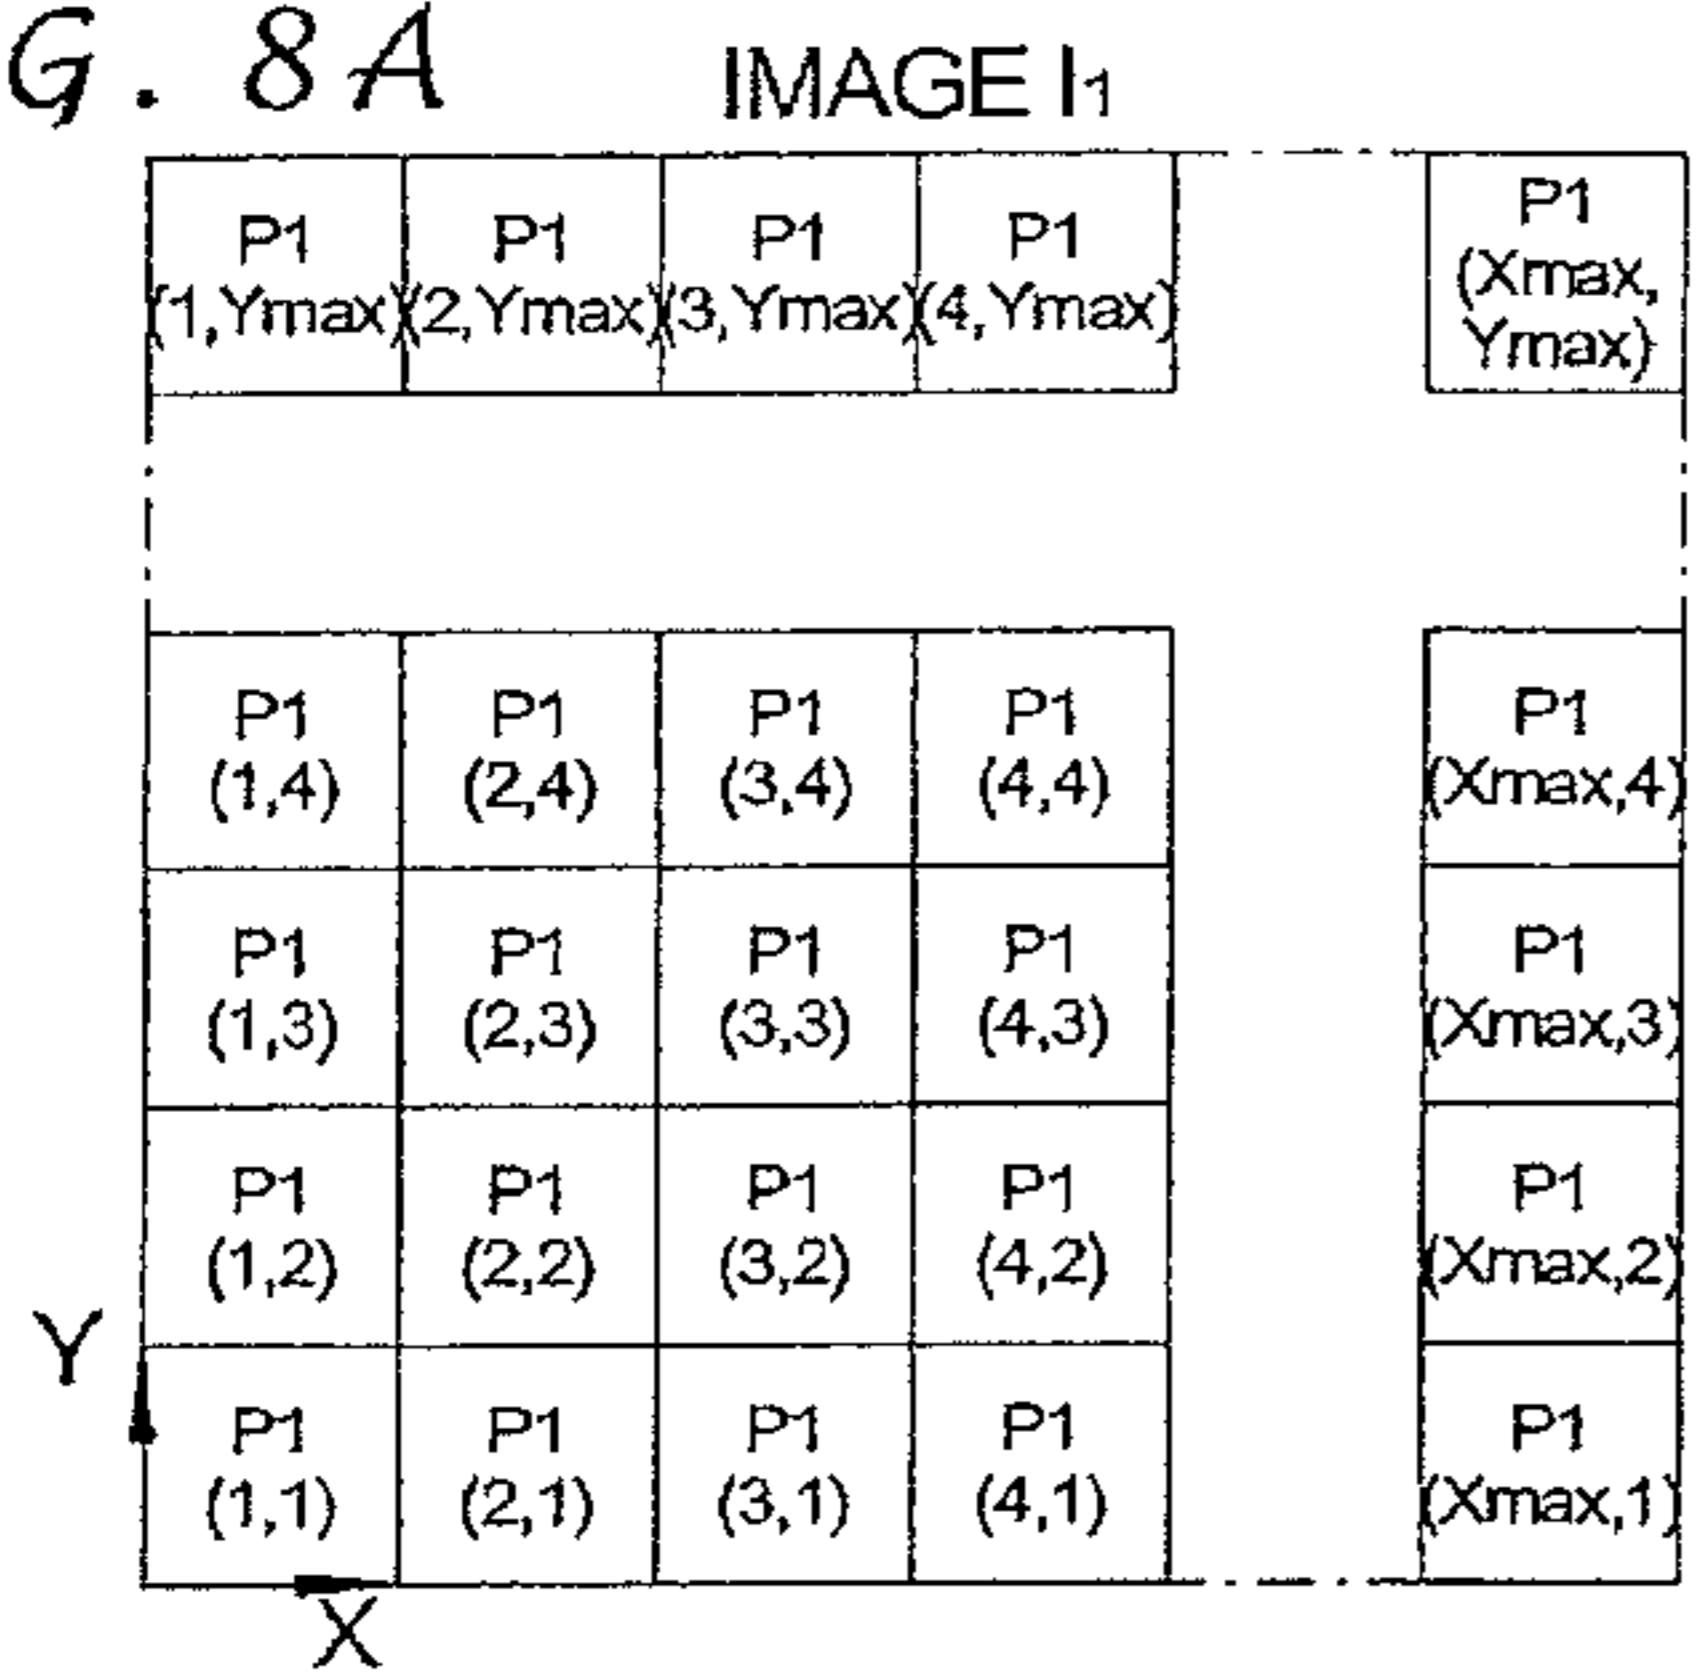 G. 8A
IMAGE I1
P1 P1 P1 P1 P1
(1,Ymax) (2,Ymax) (3,Ymax) (4,Ymax) (Xmax,
Ymax)
P1 P1 P1 P1 P1
(1,4) (2,4) (3,4) (4,4) (Xmax,4)
P1 P1 P1 P1 P1
(1,3) (2,3) (3,3) (4,3) (Xmax,3)
P1 P1 P1 P1 P1
(1,2) (2,2) (3,2) (4,2) (Xmax,2)
Y
P1 P1 P1 P1 P1
(1,1) (2,1) (3,1) (4,1) (Xmax,1)
X